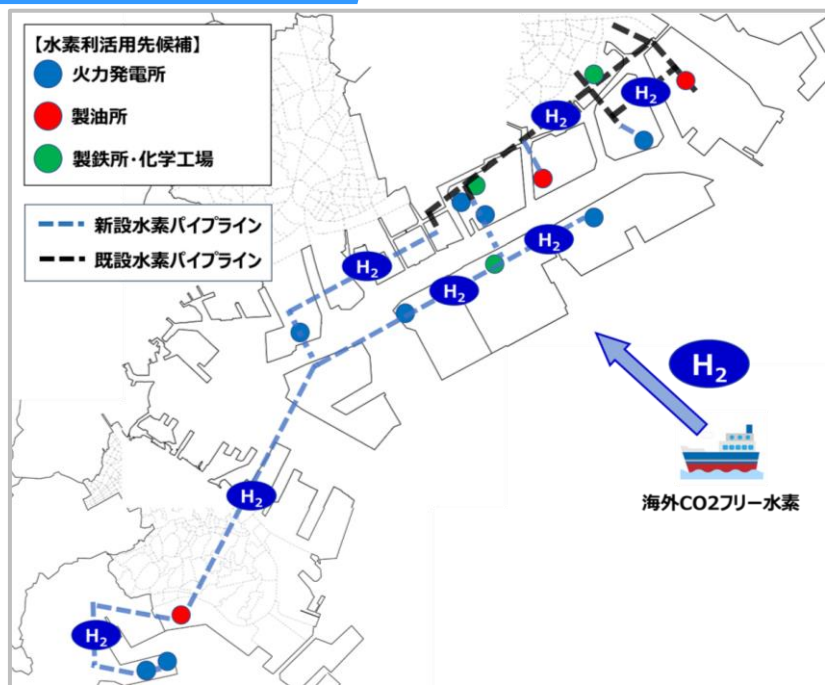 【水素利活用先候補】
火力発電所
製油所
製鉄所・化学工場
新設水素パイプライン
既設水素パイプライン
H₂
H₂
H₂
H₂
H₂
H₂
H₂
海外CO2フリー水素
H₂
H₂